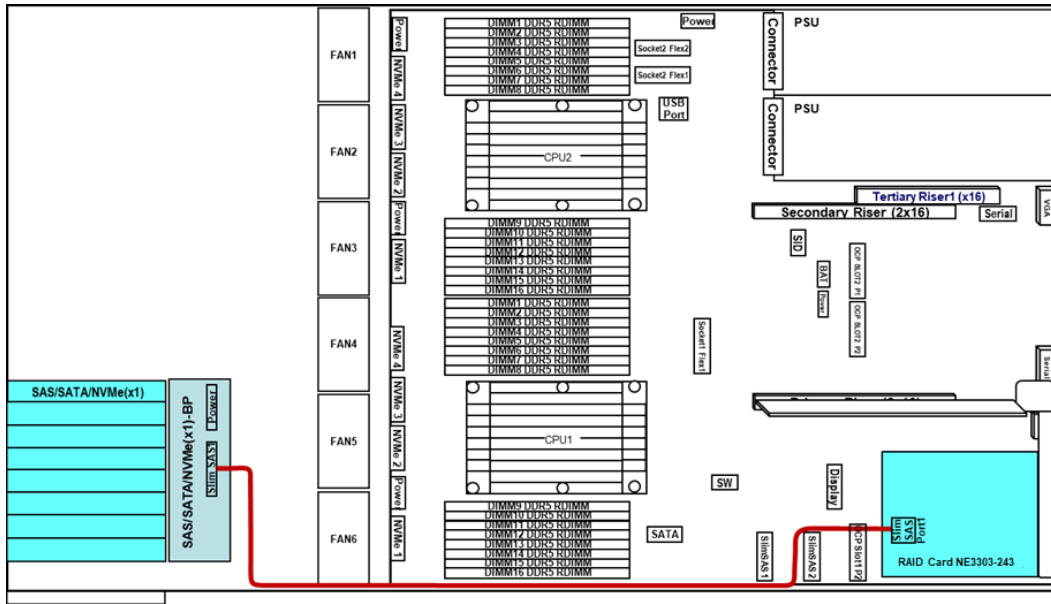 FAN1
FAN2
FAN3
FAN4
FAN5
FAN6
SAS/SATA/NVMe(x1)
SAS/SATA/NVMe(x1)-BP
Power
Slim SAS1
Power
NVMe 4
NVMe 3
NVMe 2
Power
NVMe 1
NVMe 4
NVMe 3
NVMe 2
Power
NVMe 1
DIMM1 DDR5 RDIMM
DIMM2 DDR5 RDIMM
DIMM3 DDR5 RDIMM
DIMM4 DDR5 RDIMM
DIMM5 DDR5 RDIMM
DIMM6 DDR5 RDIMM
DIMM7 DDR5 RDIMM
DIMM8 DDR5 RDIMM
CPU2
DIMM9 DDR5 RDIMM
DIMM10 DDR5 RDIMM
DIMM11 DDR5 RDIMM
DIMM12 DDR5 RDIMM
DIMM13 DDR5 RDIMM
DIMM14 DDR5 RDIMM
DIMM15 DDR5 RDIMM
DIMM16 DDR5 RDIMM
DIMM1 DDR5 RDIMM
DIMM2 DDR5 RDIMM
DIMM3 DDR5 RDIMM
DIMM4 DDR5 RDIMM
DIMM5 DDR5 RDIMM
DIMM6 DDR5 RDIMM
DIMM7 DDR5 RDIMM
DIMM8 DDR5 RDIMM
CPU1
DIMM9 DDR5 RDIMM
DIMM10 DDR5 RDIMM
DIMM11 DDR5 RDIMM
DIMM12 DDR5 RDIMM
DIMM13 DDR5 RDIMM
DIMM14 DDR5 RDIMM
DIMM15 DDR5 RDIMM
DIMM16 DDR5 RDIMM
Power
Socket2 Flex2
Socket2 Flex1
USB
Port
Connector
PSU
Connector
PSU
Tertiary Riser1 (x16)
Secondary Riser (2x16)
Serial
VGA
SID
BAT
Power
OCP SLOT2 P1
OCP SLOT2 P2
Socket1 Flex1
Serial
SW
Display
SATA
SlimSAS1
SlimSAS2
OCP Slot1 P2
Slim
SAS
Port1
RAID Card NE3303-243